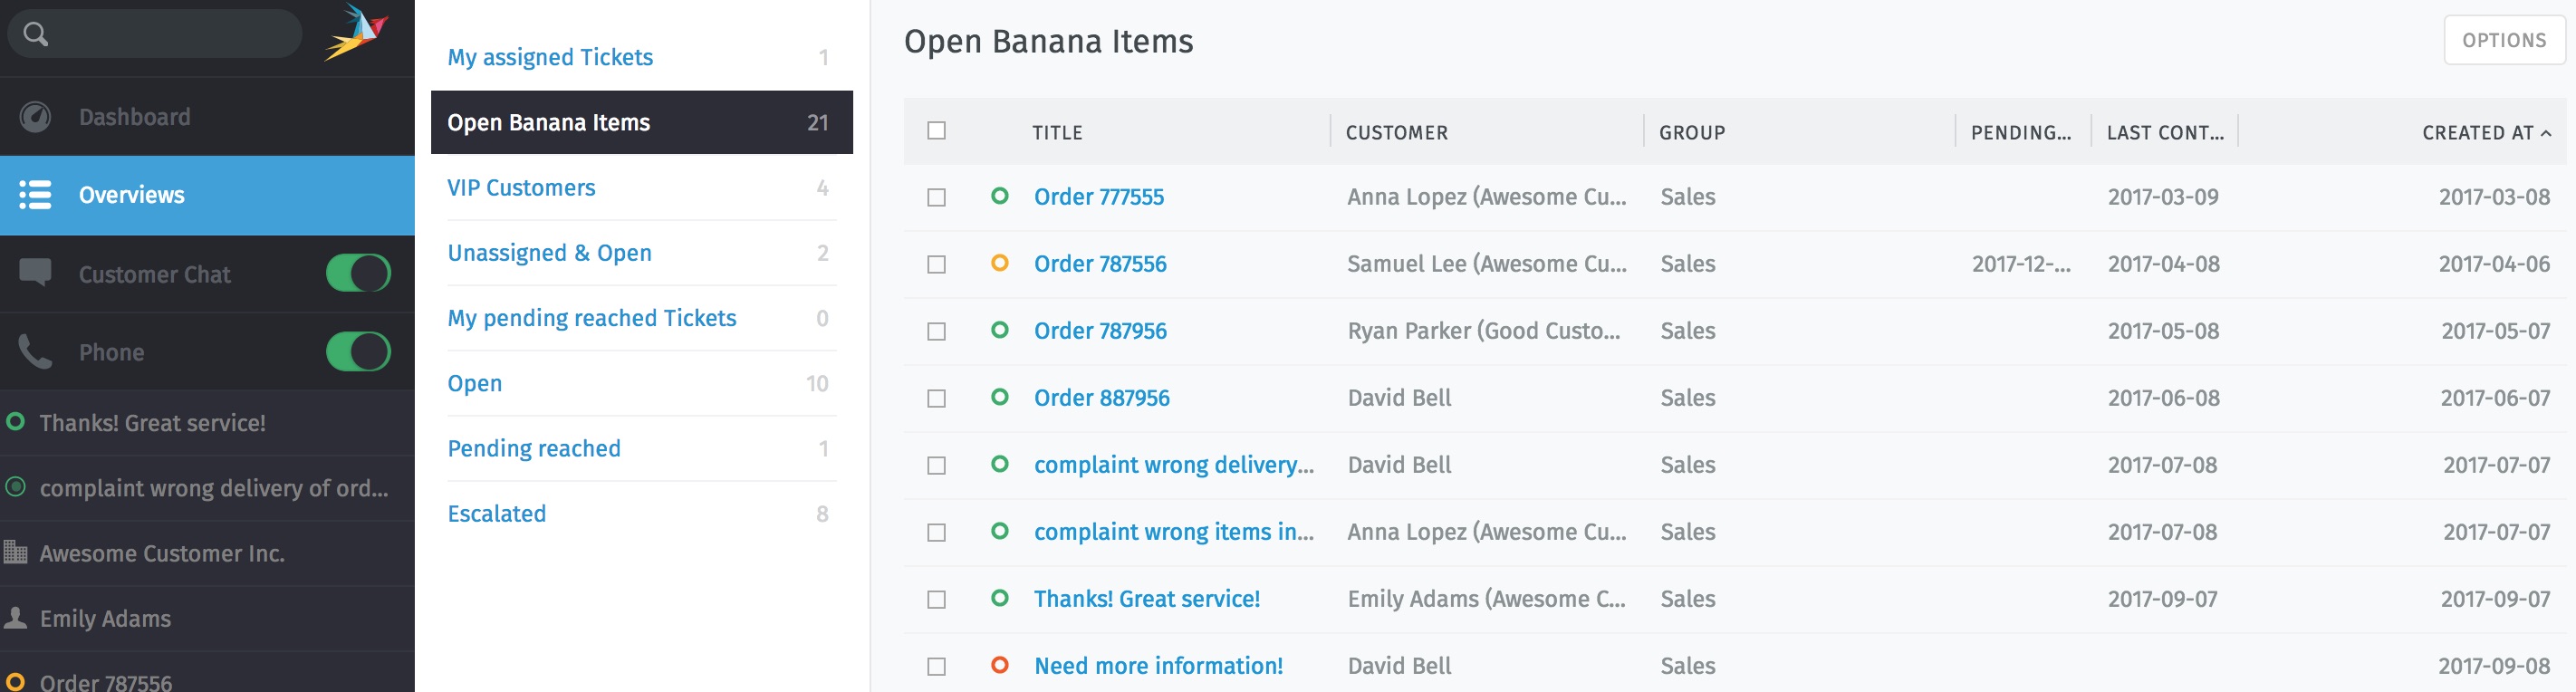 Dashboard
Overviews
Customer Chat
Phone
Thanks! Great service!
complaint wrong delivery of ord...
Awesome Customer Inc.
Emily Adams
Order 787556
My assigned Tickets 1
Open Banana Items 21
VIP Customers 4
Unassigned & Open 2
My pending reached Tickets 0
Open 10
Pending reached 1
Escalated 8
Open Banana Items
OPTIONS
TITLE CUSTOMER GROUP PENDING... LAST CONT... CREATED AT
Order 777555 Anna Lopez (Awesome Cu... Sales 2017-03-09 2017-03-08
Order 787556 Samuel Lee (Awesome Cu... Sales 2017-12-... 2017-04-08 2017-04-06
Order 787956 Ryan Parker (Good Custo... Sales 2017-05-08 2017-05-07
Order 887956 David Bell Sales 2017-06-08 2017-06-07
complaint wrong delivery... David Bell Sales 2017-07-08 2017-07-07
complaint wrong items in... Anna Lopez (Awesome Cu... Sales 2017-07-08 2017-07-07
Thanks! Great service! Emily Adams (Awesome C... Sales 2017-09-07 2017-09-07
Need more information! David Bell Sales 2017-09-08